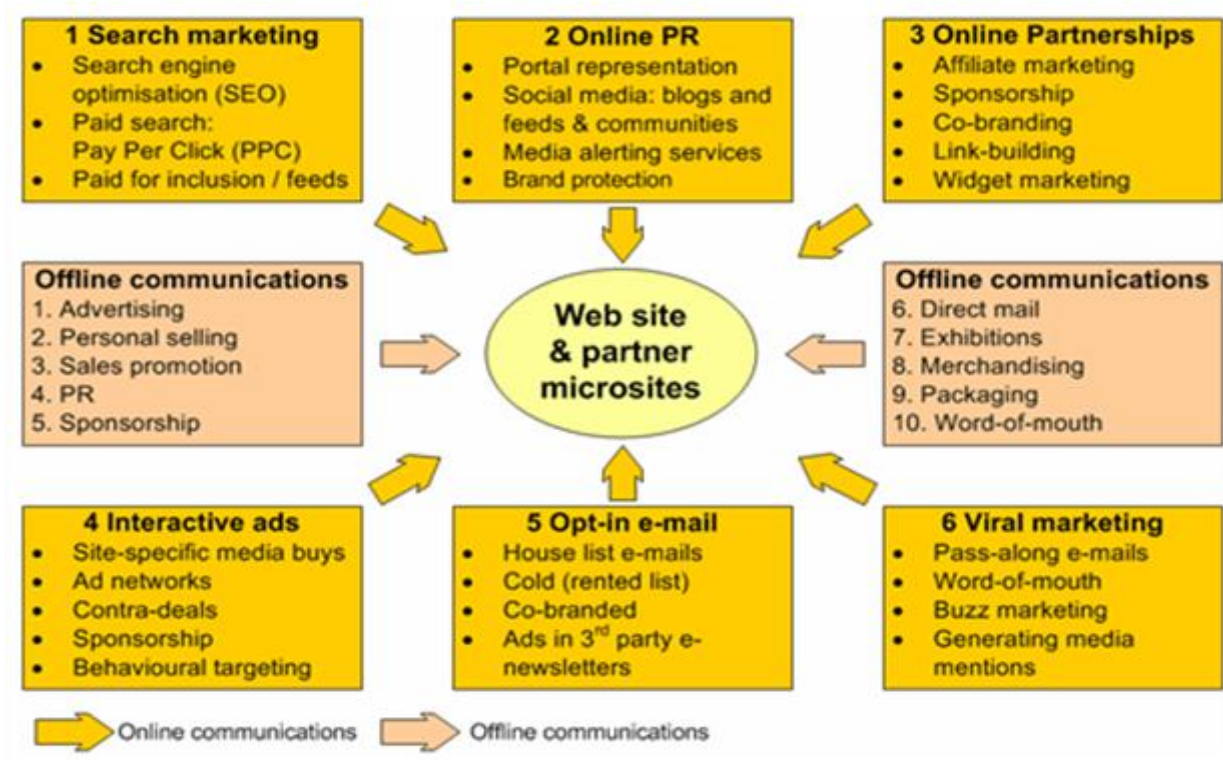 1 Search marketing
• Search engine
optimisation (SEO)
• Paid search:
Pay Per Click (PPC)
• Paid for inclusion / feeds
2 Online PR
• Portal representation
• Social media: blogs and
feeds & communities
• Media alerting services
• Brand protection
3 Online Partnerships
• Affiliate marketing
• Sponsorship
• Co-branding
• Link-building
• Widget marketing
Offline communications
1. Advertising
2. Personal selling
3. Sales promotion
4. PR
5. Sponsorship
Web site
& partner
microsites
Offline communications
6. Direct mail
7. Exhibitions
8. Merchandising
9. Packaging
10. Word-of-mouth
4 Interactive ads
• Site-specific media buys
• Ad networks
• Contra-deals
• Sponsorship
• Behavioural targeting
5 Opt-in e-mail
• House list e-mails
• Cold (rented list)
• Co-branded
• Ads in 3rd party e-
newsletters
6 Viral marketing
• Pass-along e-mails
• Word-of-mouth
• Buzz marketing
• Generating media
mentions
Online communications
Offline communications